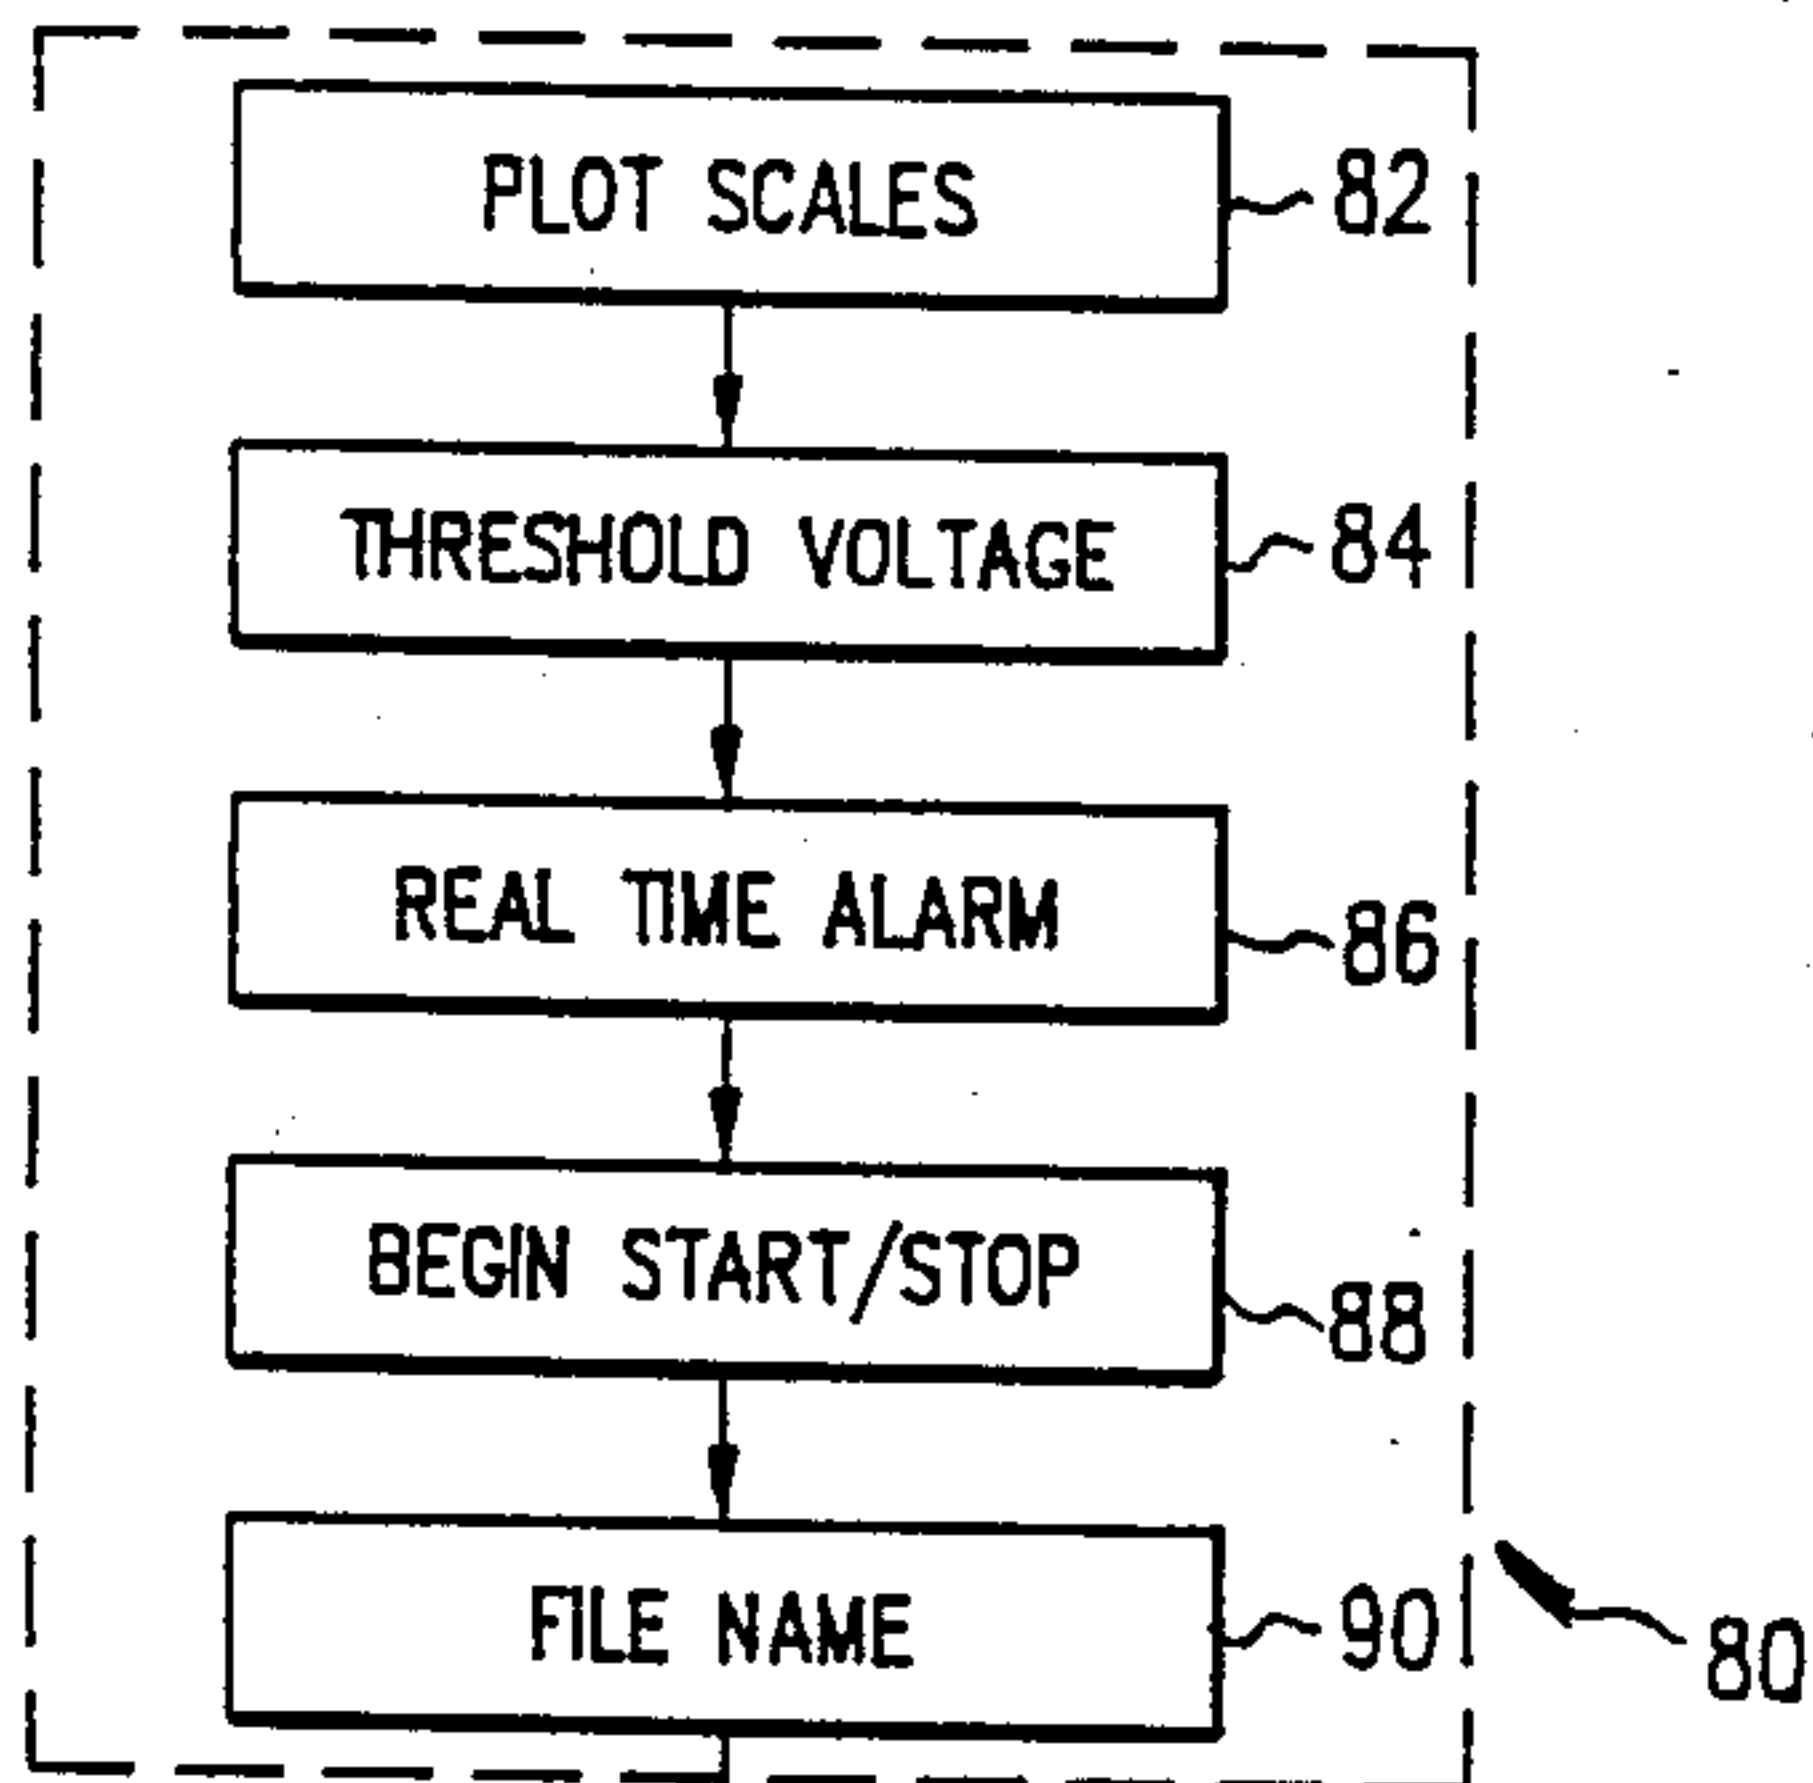 PLOT SCALES
82
THRESHOLD VOLTAGE
84
REAL TIME ALARM
86
BEGIN START/STOP
88
FILE NAME
90
80